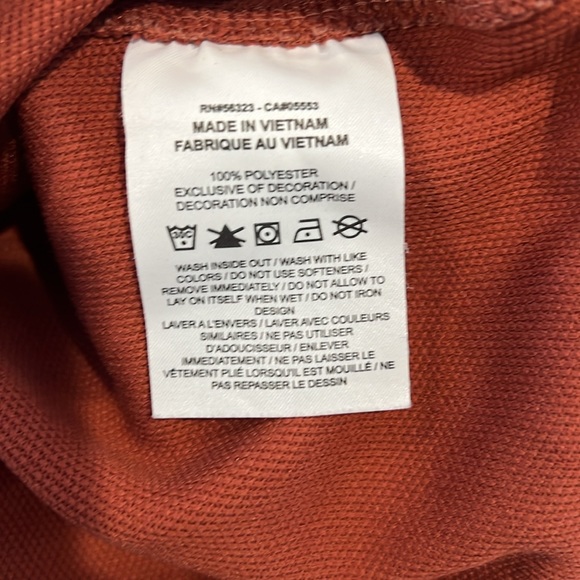 RN#56323 - CA#05553
MADE IN VIETNAM
FABRIQUE AU VIETNAM
100% POLYESTER
EXCLUSIVE OF DECORATION /
DECORATION NON COMPRISE
30C
WASH INSIDE OUT / WASH WITH LIKE
COLORS / DO NOT USE SOFTENERS /
REMOVE IMMEDIATELY / DO NOT ALLOW TO
LAY ON ITSELF WHEN WET / DO NOT IRON
DESIGN
LAVER A L'ENVERS / LAVER AVEC COULEURS
SIMILAIRES / NE PAS UTILISER
D'ADOUCISSEUR / ENLEVER
IMMEDIATEMENT / NE PAS LAISSER LE
VÊTEMENT PLIÉ LORSQU'IL EST MOUILLÉ / NE
PAS REPASSER LE DESSIN